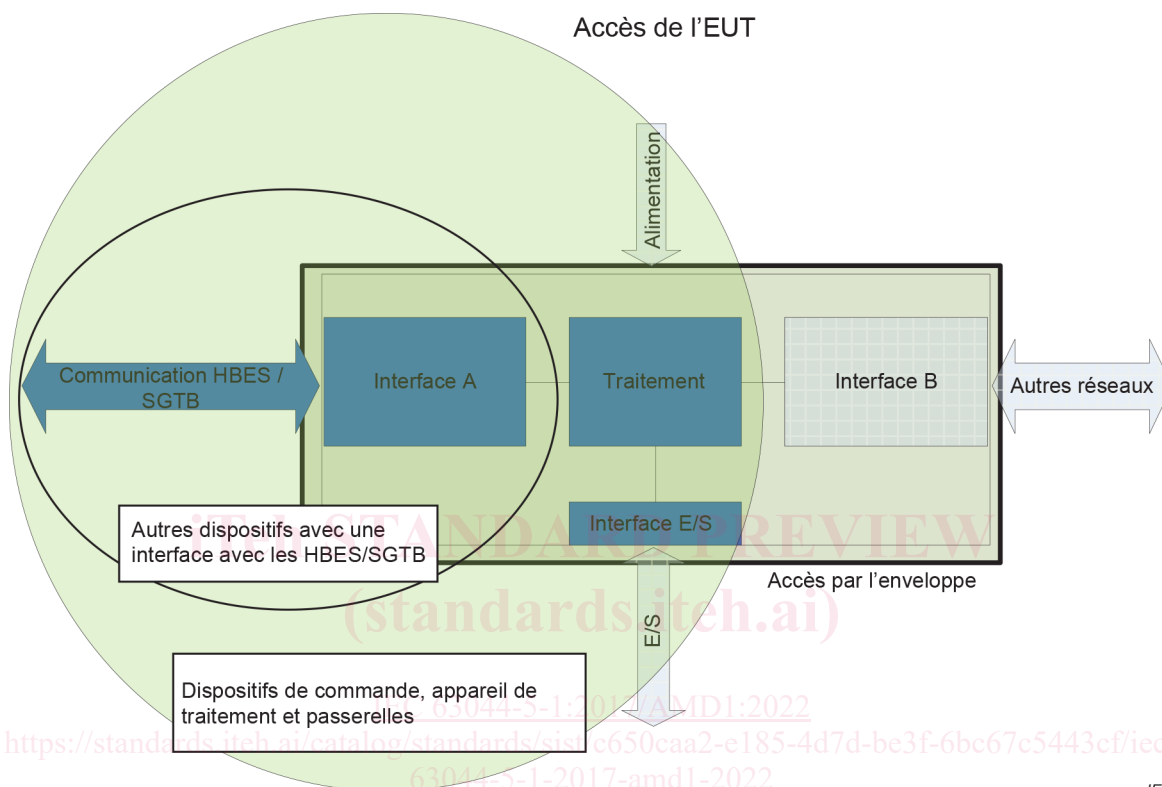 Accès de l’EUT
Alimentation
Communication HBES /
SGTB
Interface A
Traitement
Interface B
Autres réseaux
Interface E/S
Autres dispositifs avec une
interface avec les HBES/SGTB
iTeh STANDARD PREVIEW
Accès par l’enveloppe
(standards.iteh.ai)
E/S
Dispositifs de commande, appareil de
traitement et passerelles
IEC 63044-5-1:2017/AMD1:2022
https://standards.iteh.ai/catalog/standards/sist/c650caa2-e185-4d7d-be3f-6bc67c5443cf/iec
63044-5-1-2017-amd1-2022